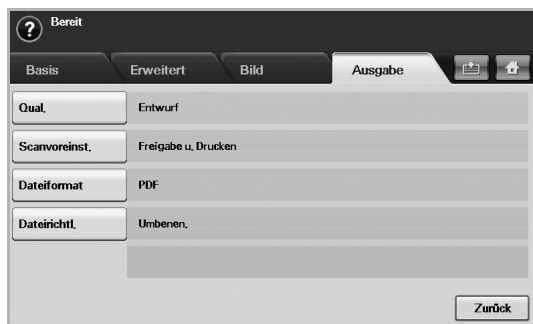 Bereit
Basis Erweitert Bild Ausgabe
Qual. Entwurf
Scanvoreinst. Freigabe u. Drucken
Dateiformat PDF
Dateirichtl. Umbenen.
Zurück